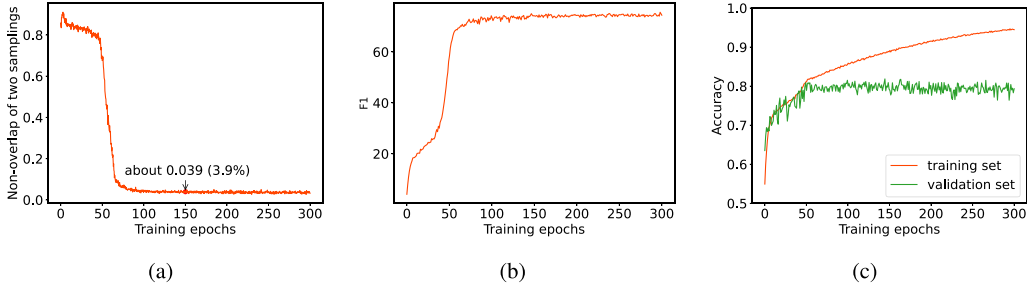 Non-overlap of two samplings
0.8
0.6
0.4
0.2
0.0
about 0.039 (3.9%)
0 50 100 150 200 250 300
Training epochs
(a)
F1
60
40
20
0 50 100 150 200 250 300
Training epochs
(b)
Accuracy
1.0
0.9
0.8
0.7
0.6
0.5
training set
validation set
0 50 100 150 200 250 300
Training epochs
(c)